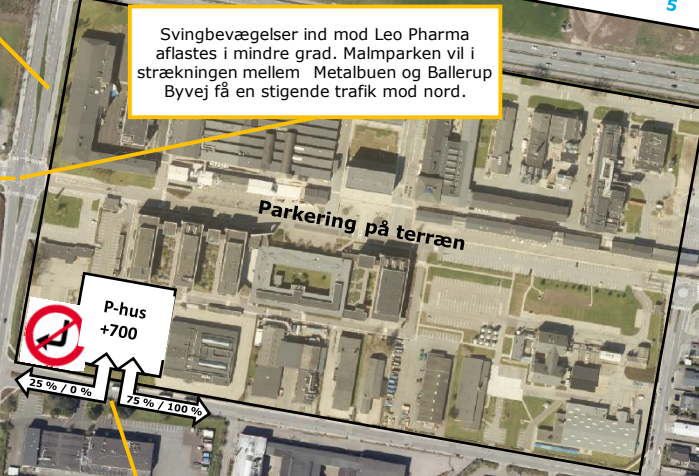 5
Svingbevægelser ind mod Leo Pharma
aflastes i mindre grad. Malmparken vil i
strækningen mellem Metalbuen og Ballerup
Byvej få en stigende trafik mod nord.
Parkering på terræn
P-hus
+700
25 % / 0 %
75 % / 100 %